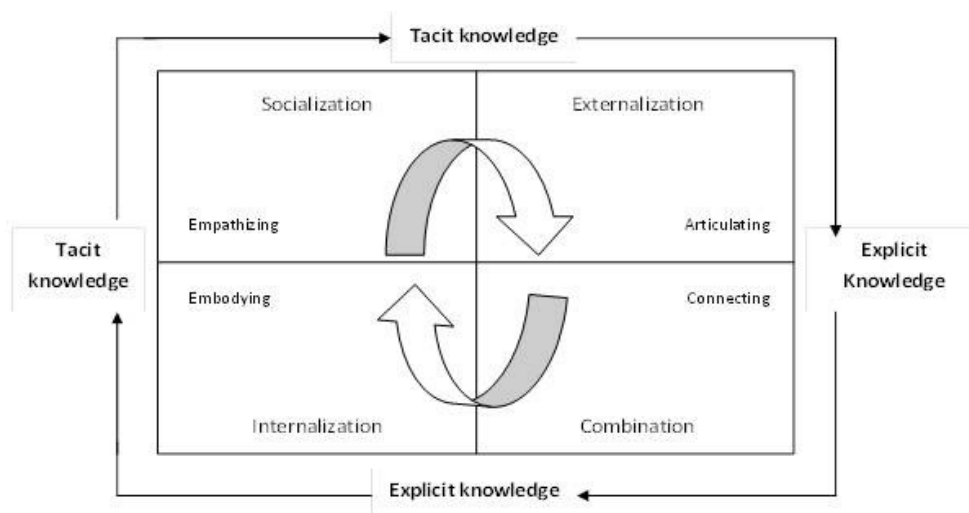 Tacit knowledge
Socialization
Externalization
Empathizing
Articulating
Tacit
knowledge
Explicit
Knowledge
Embodying
Connecting
Internalization
Combination
Explicit knowledge